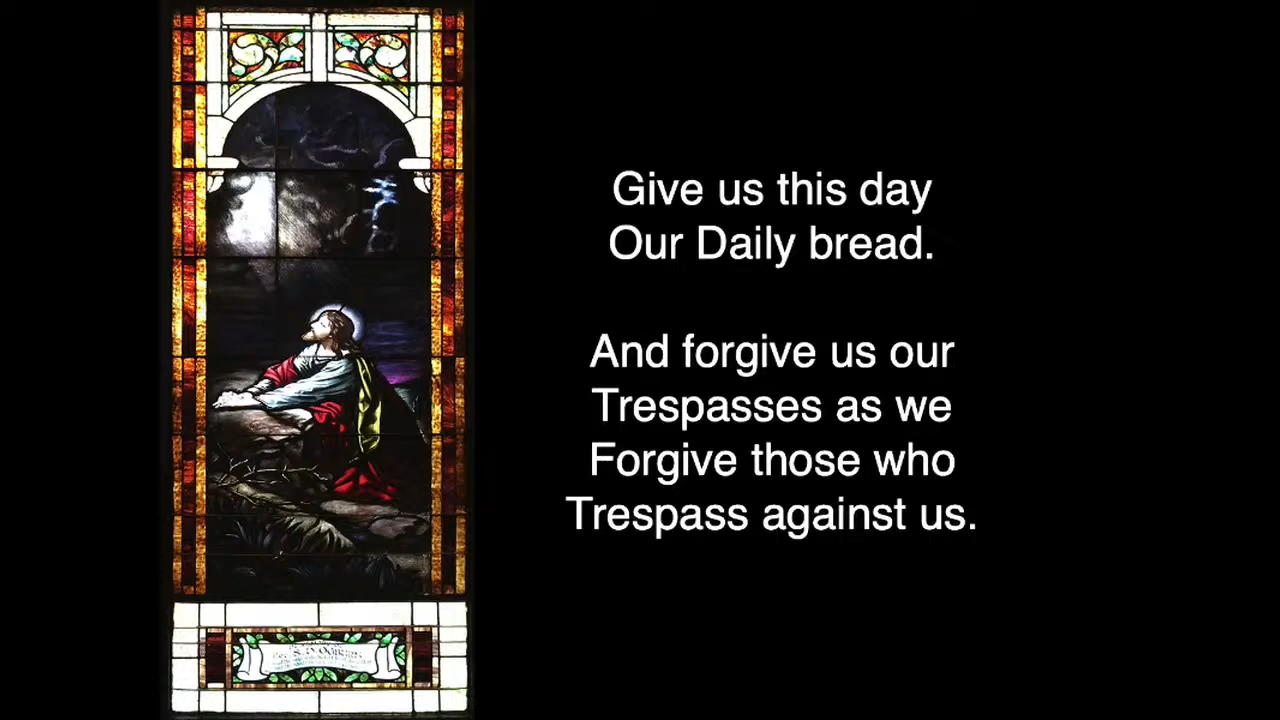 Give us this day
Our Daily bread.
And forgive us our
Trespasses as we
Forgive those who
Trespass against us.